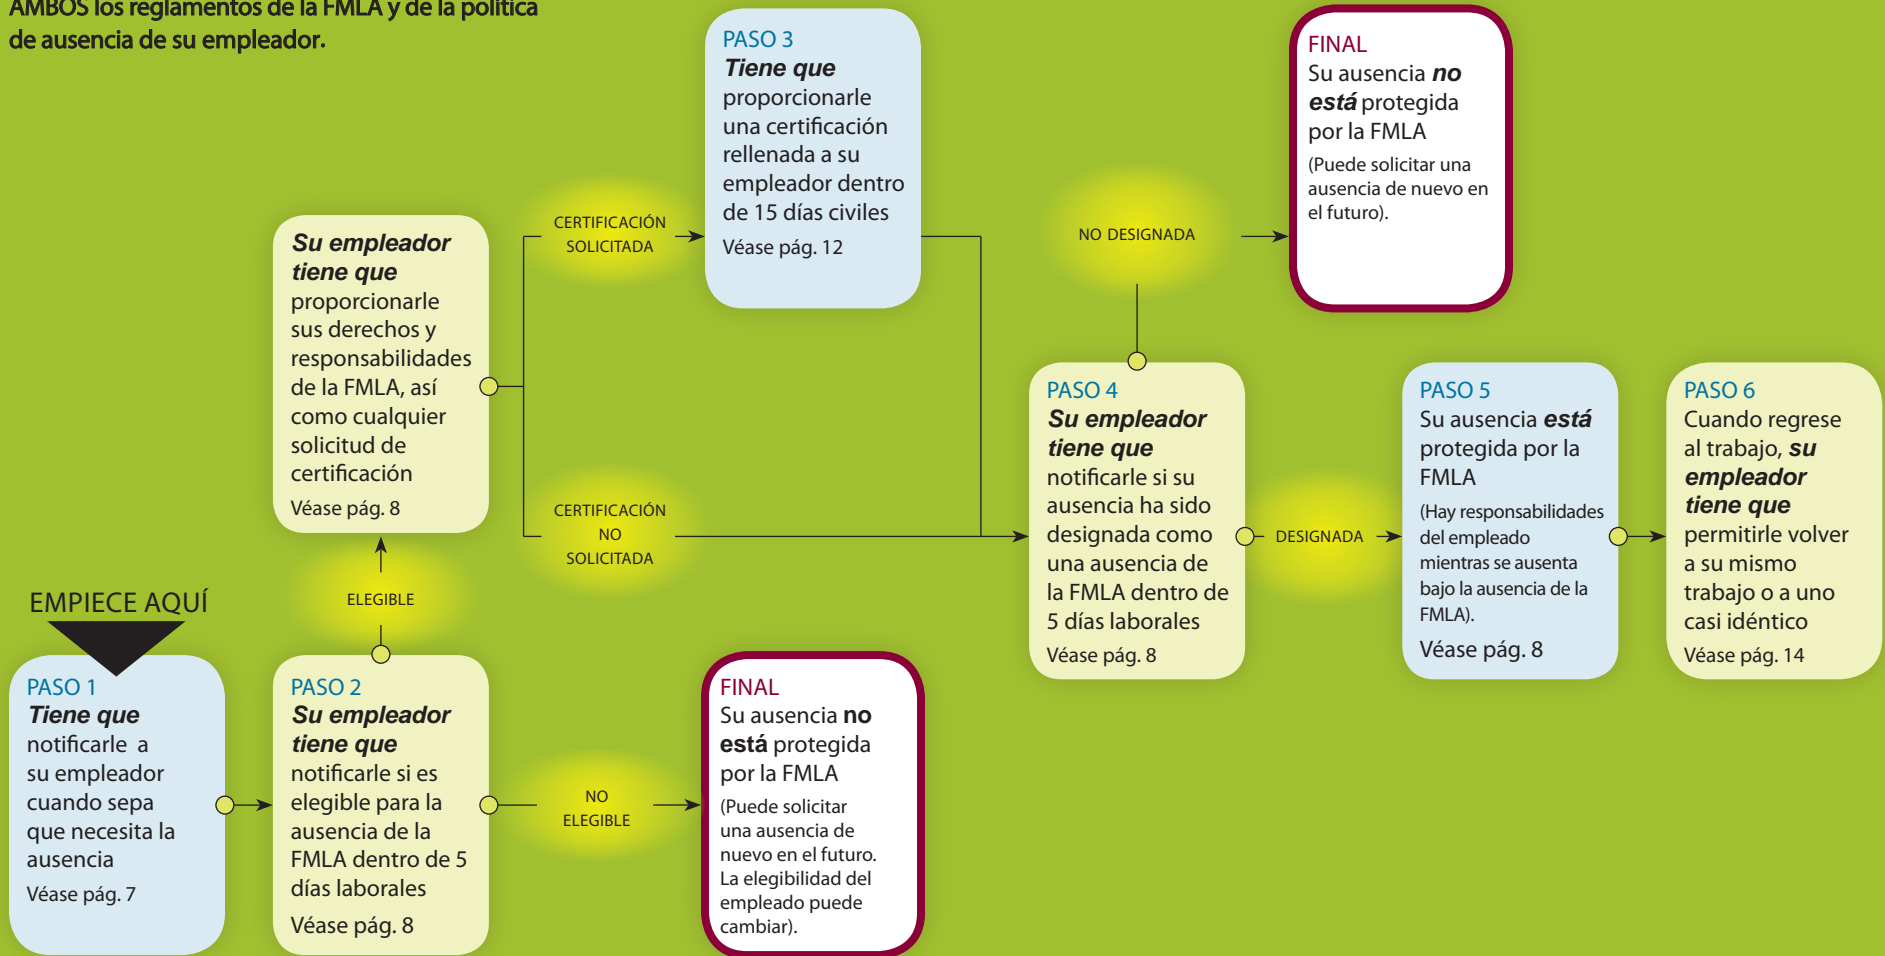 AMBOS los reglamentos de la FMLA y de la política
de ausencia de su empleador.
EMPIECE AQUÍ
PASO 1
Tiene que
notificarle a
su empleador
cuando sepa
que necesita la
ausencia
Véase pág. 7
PASO 2
Su empleador
tiene que
notificarle si es
elegible para la
ausencia de la
FMLA dentro de 5
días laborales
Véase pág. 8
NO
ELEGIBLE
FINAL
Su ausencia no
está protegida
por la FMLA
(Puede solicitar
una ausencia de
nuevo en el futuro.
La elegibilidad del
empleado puede
cambiar).
ELEGIBLE
Su empleador
tiene que
proporcionarle
sus derechos y
responsabilidades
de la FMLA, así
como cualquier
solicitud de
certificación
Véase pág. 8
CERTIFICACIÓN
SOLICITADA
PASO 3
Tiene que
proporcionarle
una certificación
rellenada a su
empleador dentro
de 15 días civiles
Véase pág. 12
CERTIFICACIÓN
NO
SOLICITADA
PASO 4
Su empleador
tiene que
notificarle si su
ausencia ha sido
designada como
una ausencia de
la FMLA dentro de
5 días laborales
Véase pág. 8
NO DESIGNADA
FINAL
Su ausencia no
está protegida
por la FMLA
(Puede solicitar una
ausencia de nuevo en
el futuro).
DESIGNADA
PASO 5
Su ausencia está
protegida por la
FMLA
(Hay responsabilidades
del empleado
mientras se ausenta
bajo la ausencia de la
FMLA).
Véase pág. 8
PASO 6
Cuando regrese
al trabajo, su
empleador
tiene que
permitirle volver
a su mismo
trabajo o a uno
casi idéntico
Véase pág. 14